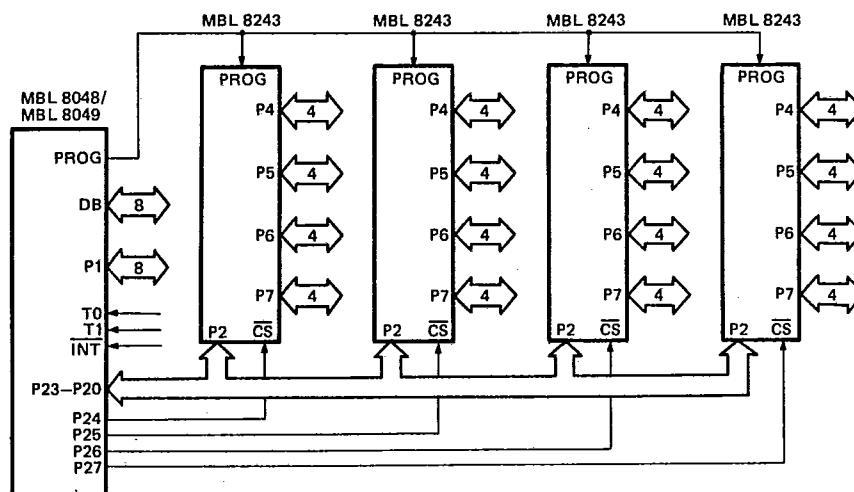 MBL 8243 MBL 8243 MBL 8243 MBL 8243
MBL 8048/
MBL 8049
PROG
DB 8
P1 8
T0
T1
INT
P23–P20
P24
P25
P26
P27
PROG
P4 4
P5 4
P6 4
P7 4
P2 CS
PROG
P4 4
P5 4
P6 4
P7 4
P2 CS
PROG
P4 4
P5 4
P6 4
P7 4
P2 CS
PROG
P4 4
P5 4
P6 4
P7 4
P2 CS